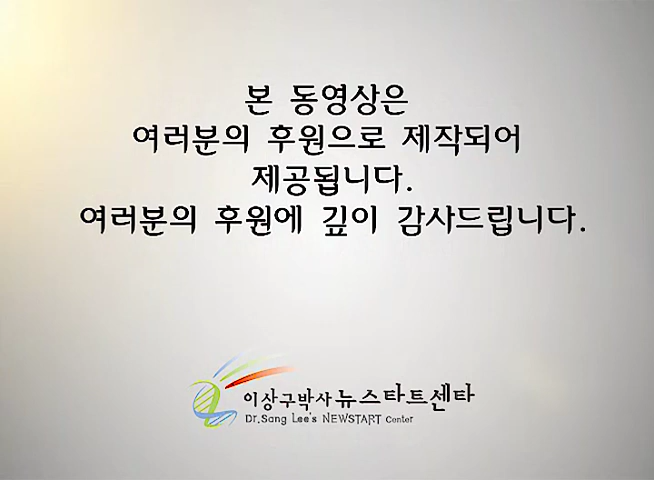 본 동영상은
여러분의 후원으로 제작되어
제공됩니다.
여러분의 후원에 깊이 감사드립니다.
이상구박사 뉴스타트센타
Dr.Sang Lee's NEWSTART Center